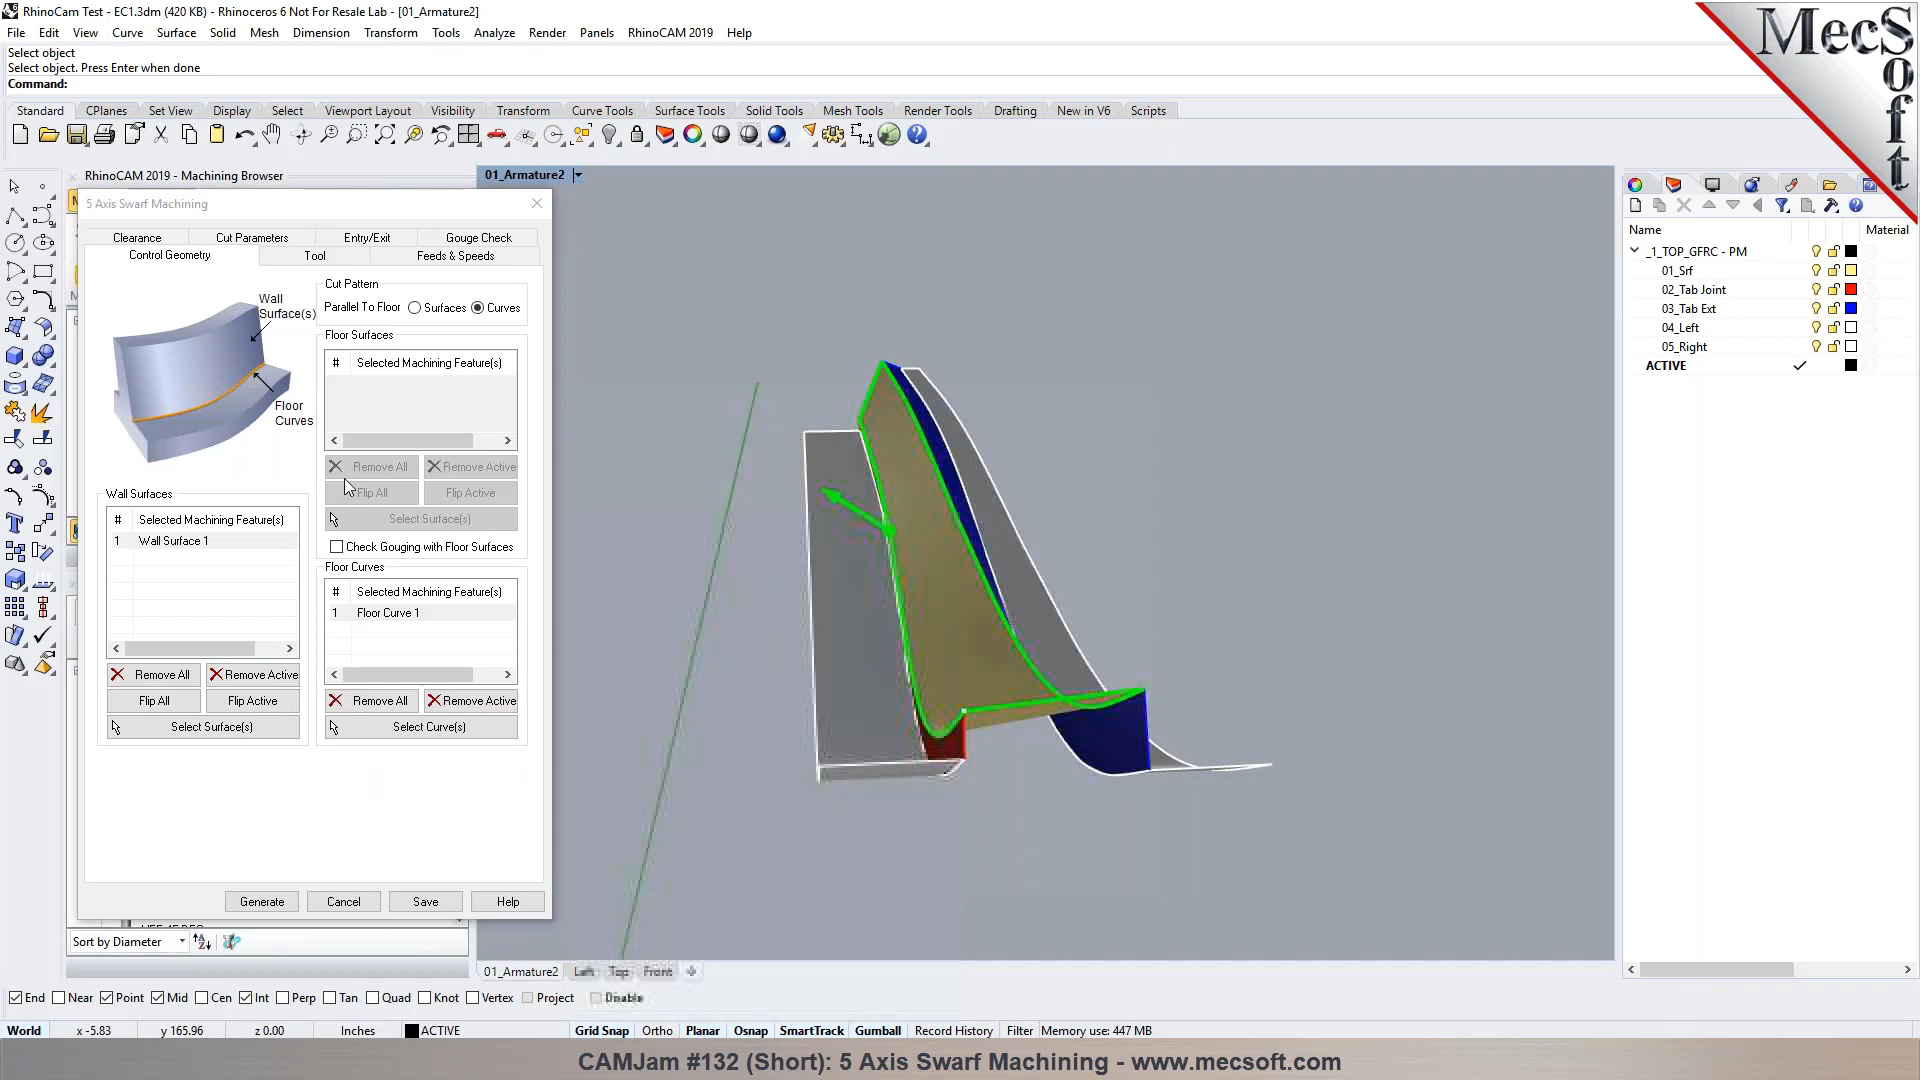 RhinoCam Test - EC1.3dm (420 KB) - Rhinoceros 6 Not For Resale Lab - [01_Armature2]
File Edit View Curve Surface Solid Mesh Dimension Transform Tools Analyze Render Panels RhinoCAM 2019 Help
Select object
Select object. Press Enter when done
Command:
MecSoft
Standard CPlanes Set View Display Select Viewport Layout Visibility Transform Curve Tools Surface Tools Solid Tools Mesh Tools Render Tools Drafting New in V6 Scripts
RhinoCAM 2019 - Machining Browser
01_Armature2
5 Axis Swarf Machining
Clearance Cut Parameters Entry/Exit Gouge Check
Control Geometry Tool Feeds & Speeds
Wall
Surface(s)
Floor
Curves
Cut Pattern
Parallel To Floor Surfaces Curves
Floor Surfaces
# Selected Machining Feature(s)
Remove All Remove Active
Flip All Flip Active
Select Surface(s)
Check Gouging with Floor Surfaces
Wall Surfaces
# Selected Machining Feature(s)
1 Wall Surface 1
Remove All Remove Active
Flip All Flip Active
Select Surface(s)
Floor Curves
# Selected Machining Feature(s)
1 Floor Curve 1
Remove All Remove Active
Select Curve(s)
Generate Cancel Save Help
Sort by Diameter
Name Material
_1_TOP_GFRC - PM
01_Srf
02_Tab Joint
03_Tab Ext
04_Left
05_Right
ACTIVE
01_Armature2 Left Top Front
End Near Point Mid Cen Int Perp Tan Quad Knot Vertex Project Disable
World x -5.83 y 165.96 z 0.00 Inches ACTIVE Grid Snap Ortho Planar Osnap SmartTrack Gumball Record History Filter Memory use: 447 MB
CAMJam #132 (Short): 5 Axis Swarf Machining - www.mecsoft.com